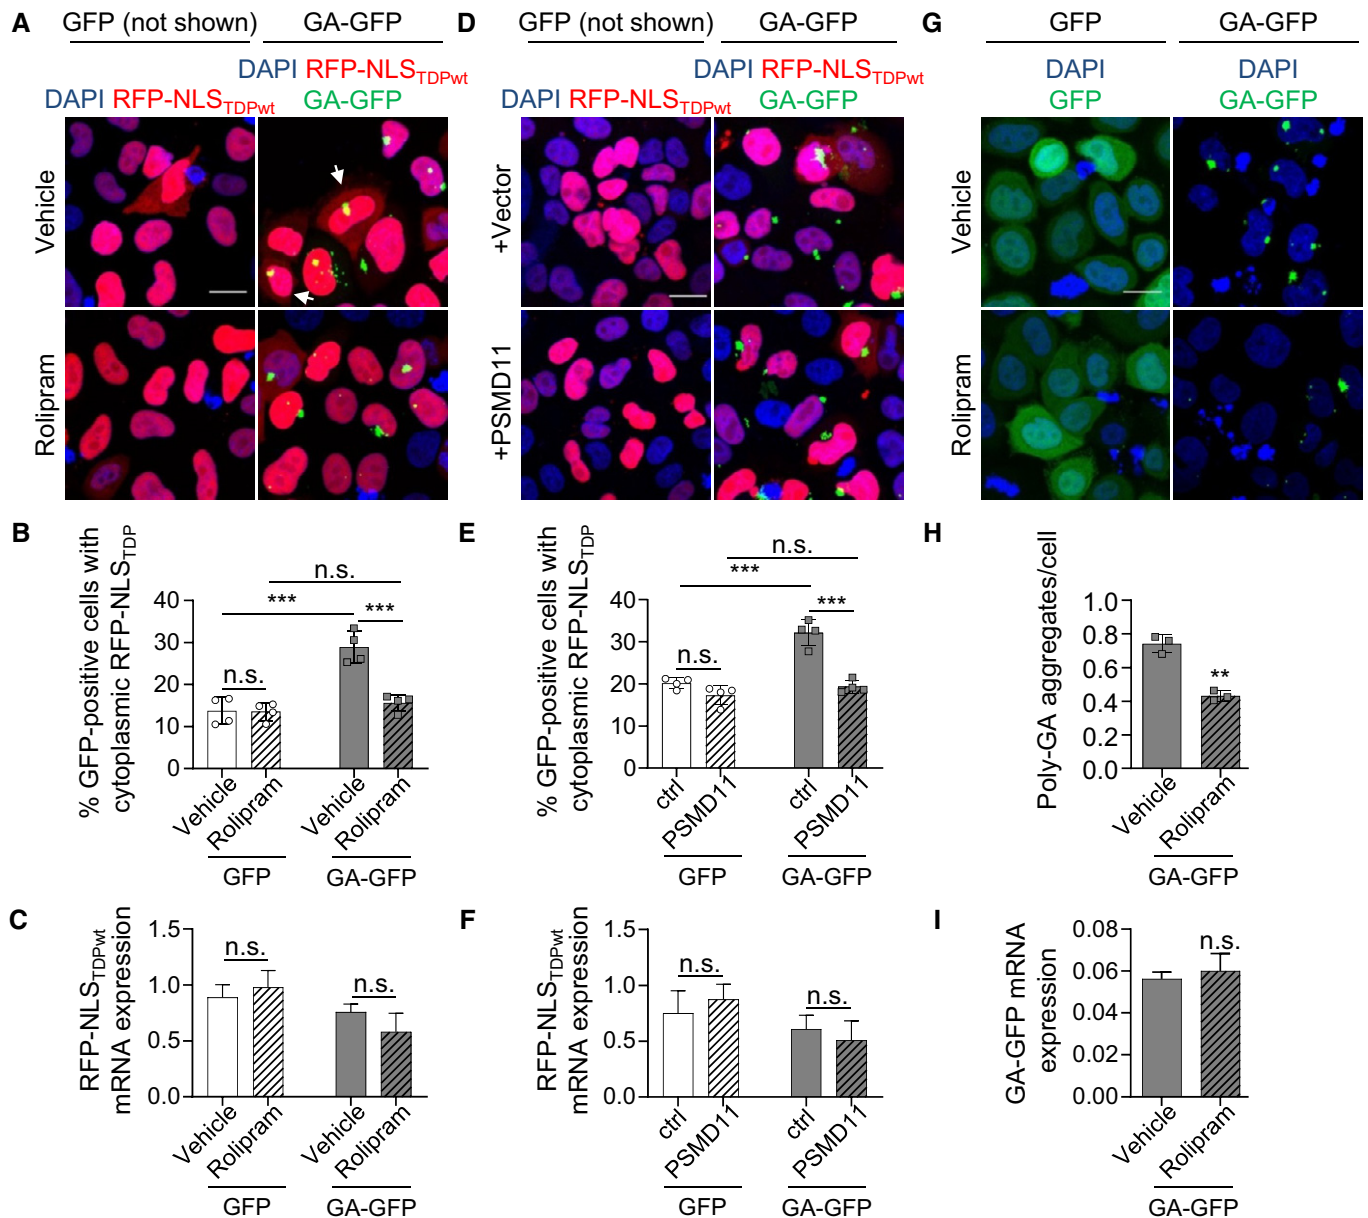 A
GFP (not shown)
GA-GFP
DAPI RFP-NLSTDPwt
DAPI RFP-NLSTDPwt
GA-GFP
Vehicle
Rolipram
D
GFP (not shown)
GA-GFP
DAPI RFP-NLSTDPwt
DAPI RFP-NLSTDPwt
GA-GFP
+Vector
+PSMD11
G
GFP
GA-GFP
DAPI
GFP
DAPI
GA-GFP
Vehicle
Rolipram
B
% GFP-positive cells with
cytoplasmic RFP-NLSTDP
40
30
20
10
0
n.s.
***
***
n.s.
Vehicle
Rolipram
Vehicle
Rolipram
GFP
GA-GFP
E
% GFP-positive cells with
cytoplasmic RFP-NLSTDP
40
30
20
10
0
n.s.
***
***
n.s.
ctrl
PSMD11
ctrl
PSMD11
GFP
GA-GFP
H
Poly-GA aggregates/cell
1.0
0.8
0.6
0.4
0.2
0.0
**
Vehicle
Rolipram
GA-GFP
C
RFP-NLSTDPwt
mRNA expression
1.5
1.0
0.5
0.0
n.s.
n.s.
Vehicle
Rolipram
Vehicle
Rolipram
GFP
GA-GFP
F
RFP-NLSTDPwt
mRNA expression
1.5
1.0
0.5
0.0
n.s.
n.s.
ctrl
PSMD11
ctrl
PSMD11
GFP
GA-GFP
I
GA-GFP mRNA
expression
0.08
0.06
0.04
0.02
0.00
n.s.
Vehicle
Rolipram
GA-GFP